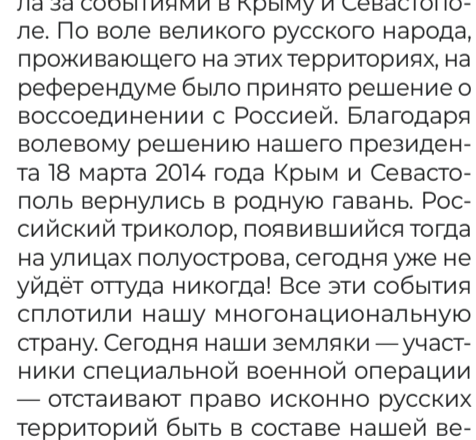 ла за событиями в Крыму и Севастопо-
ле. По воле великого русского народа,
проживающего на этих территориях, на
референдуме было принято решение о
воссоединении с Россией. Благодаря
волевому решению нашего президен-
та 18 марта 2014 года Крым и Севасто-
поль вернулись в родную гавань. Рос-
сийский триколор, появившийся тогда
на улицах полуострова, сегодня уже не
уйдёт оттуда никогда! Все эти события
сплотили нашу многонациональную
страну. Сегодня наши земляки — участ-
ники специальной военной операции
— отстаивают право исконно русских
территорий быть в составе нашей ве-